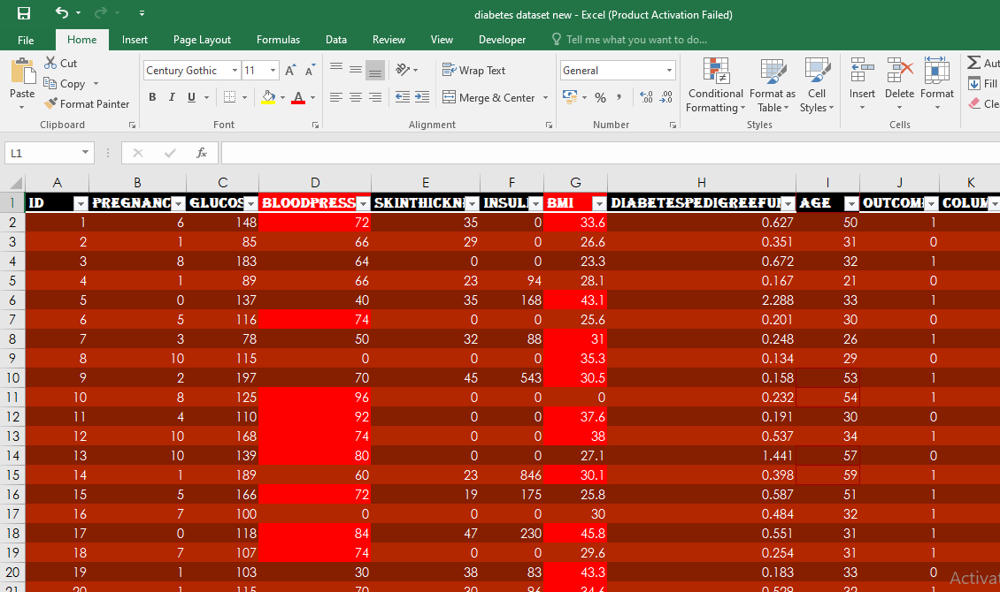 diabetes dataset new - Excel (Product Activation Failed)
File Home Insert Page Layout Formulas Data Review View Developer Tell me what you want to do...
Paste Cut Copy Format Painter Clipboard
Century Gothic 11 A A B I U A Font
Wrap Text Merge & Center Alignment
General % , .0 .00 Number
Conditional Formatting Format as Table Cell Styles Styles
Insert Delete Format Cells
Σ Aut Fill Cle
L1 fx
A B C D E F G H I J K
1 ID PREGNANC GLUCOS BLOODPRESS SKINTHICKN INSUL BMI DIABETESPEDIGREEFU AGE OUTCOM COLUM
2 1 6 148 72 35 0 33.6 0.627 50 1
3 2 1 85 66 29 0 26.6 0.351 31 0
4 3 8 183 64 0 0 23.3 0.672 32 1
5 4 1 89 66 23 94 28.1 0.167 21 0
6 5 0 137 40 35 168 43.1 2.288 33 1
7 6 5 116 74 0 0 25.6 0.201 30 0
8 7 3 78 50 32 88 31 0.248 26 1
9 8 10 115 0 0 0 35.3 0.134 29 0
10 9 2 197 70 45 543 30.5 0.158 53 1
11 10 8 125 96 0 0 0 0.232 54 1
12 11 4 110 92 0 0 37.6 0.191 30 0
13 12 10 168 74 0 0 38 0.537 34 1
14 13 10 139 80 0 0 27.1 1.441 57 0
15 14 1 189 60 23 846 30.1 0.398 59 1
16 15 5 166 72 19 175 25.8 0.587 51 1
17 16 7 100 0 0 0 30 0.484 32 1
18 17 0 118 84 47 230 45.8 0.551 31 1
19 18 7 107 74 0 0 29.6 0.254 31 1
20 19 1 103 30 38 83 43.3 0.183 33 0
21 20 1 115 70 30 96 34.6 0.529 32 1
Activat